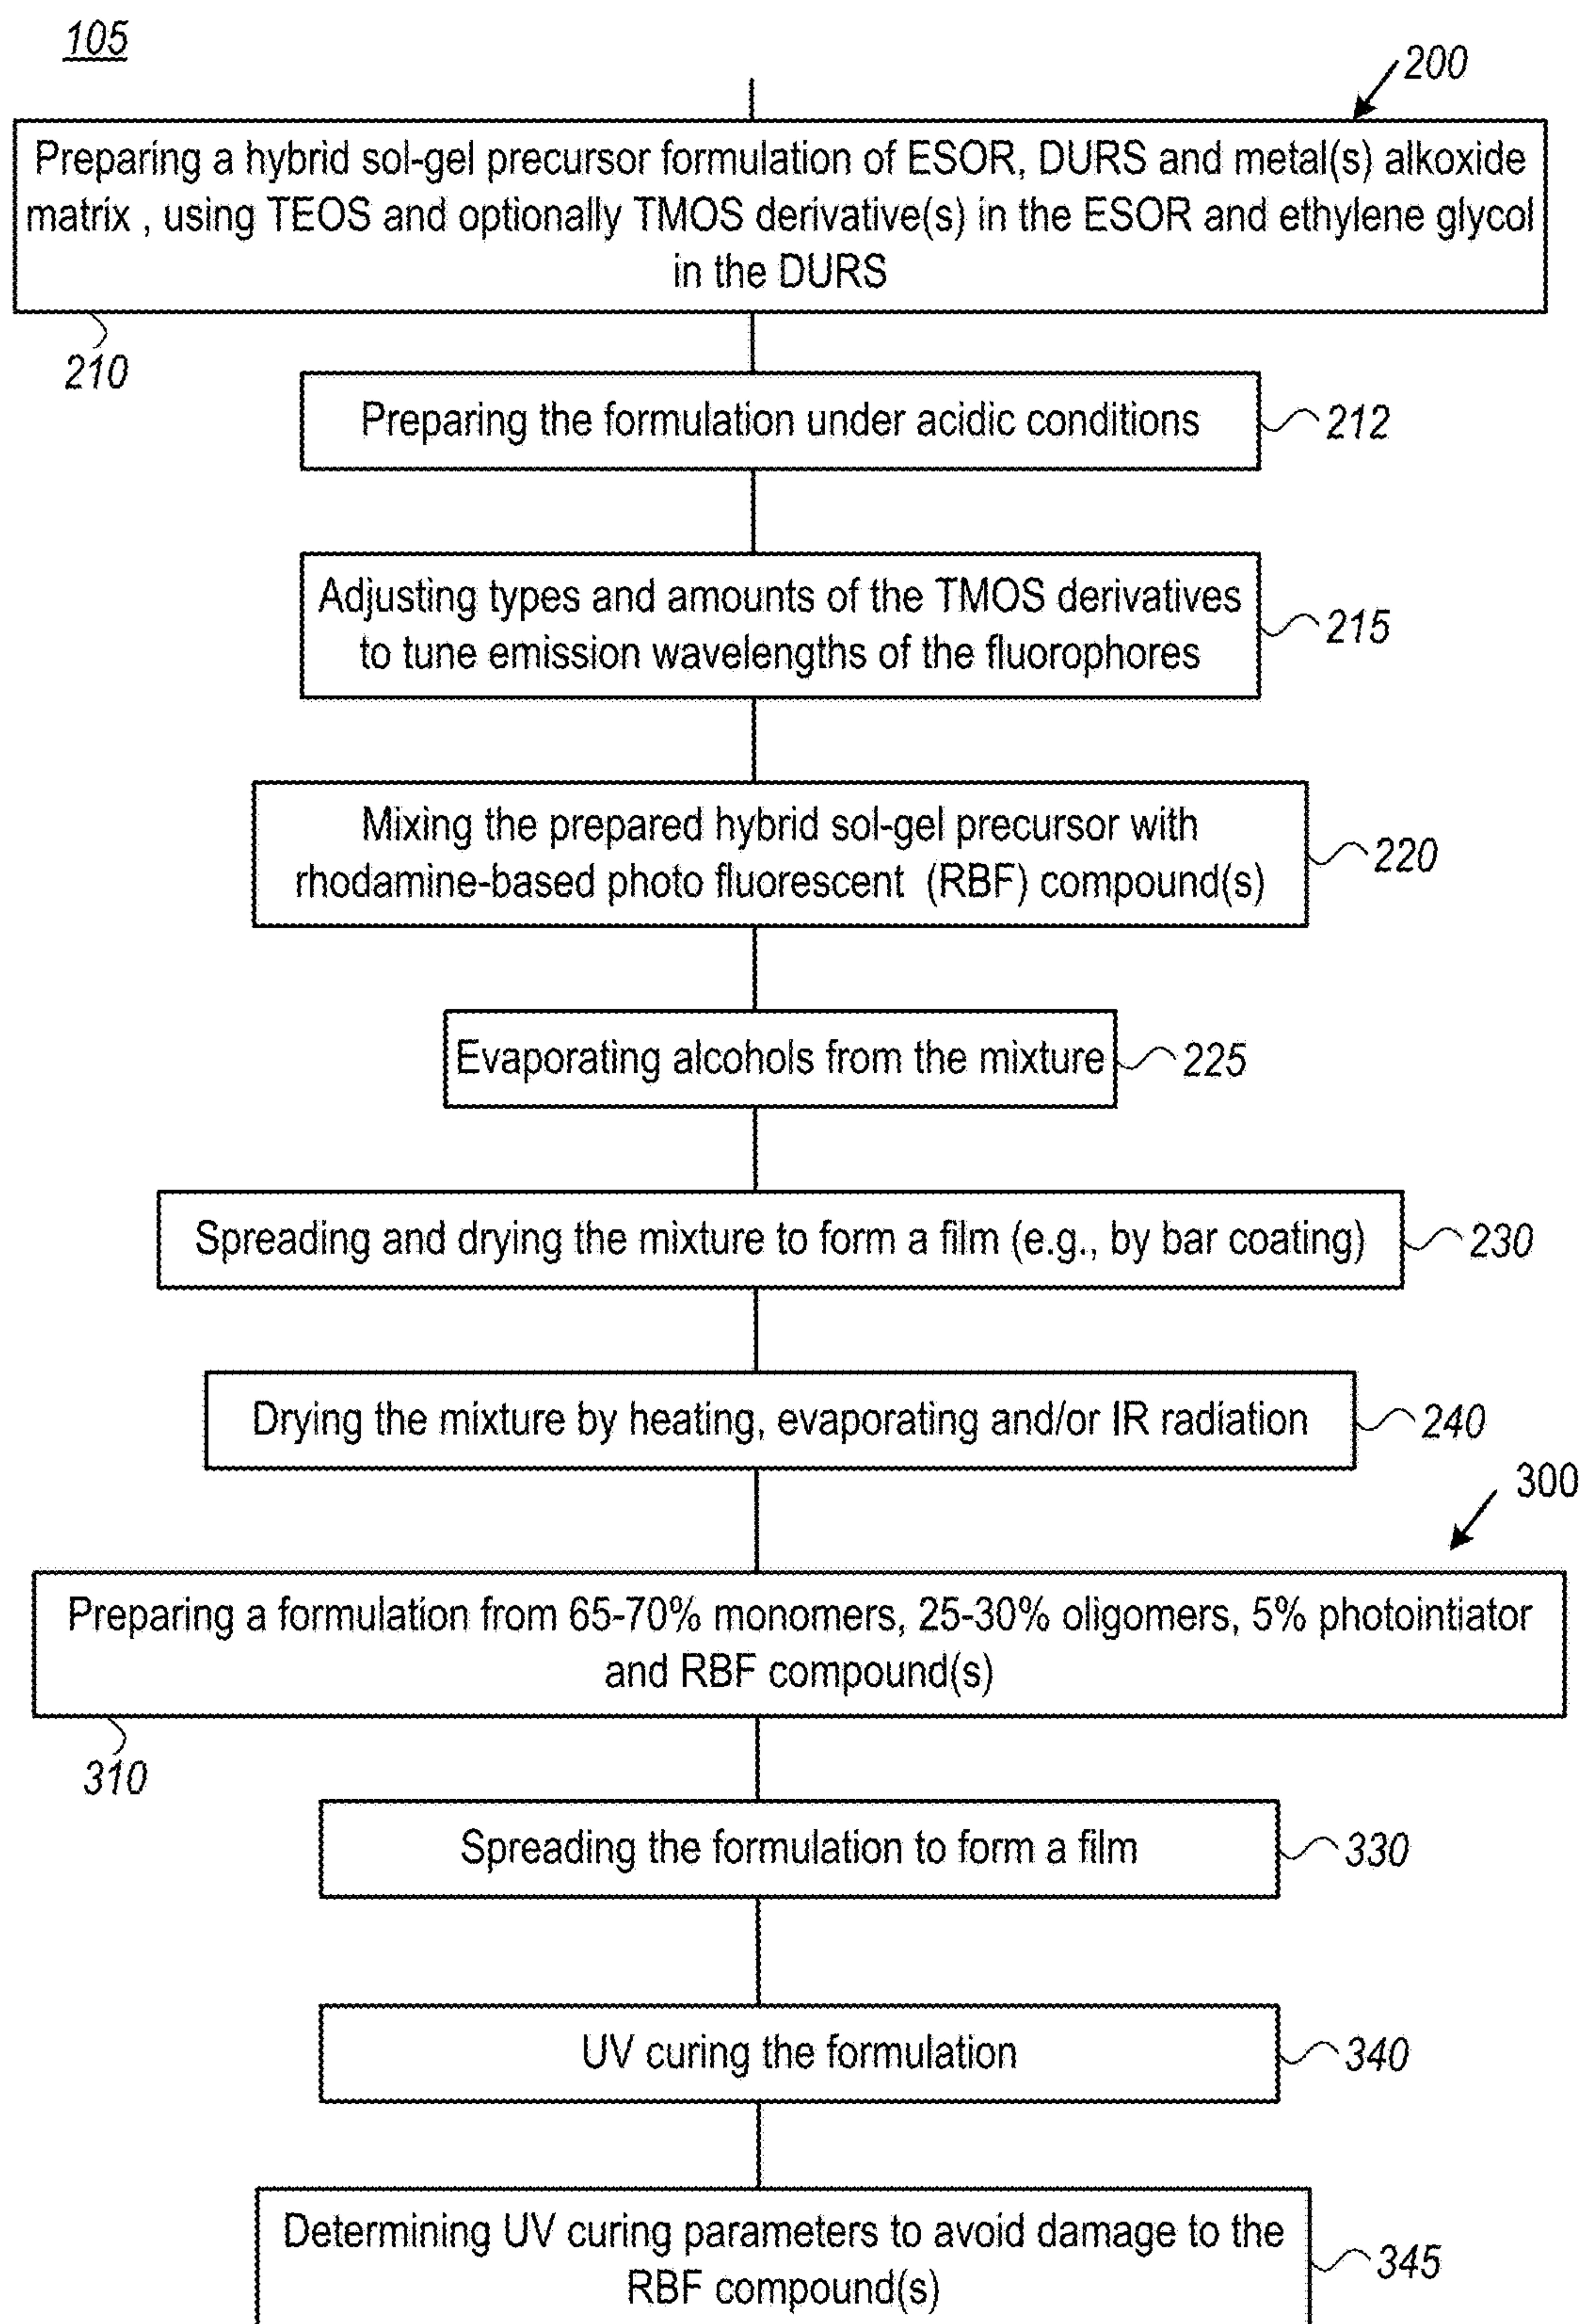 105
200
Preparing a hybrid sol-gel precursor formulation of ESOR, DURS and metal(s) alkoxide
matrix , using TEOS and optionally TMOS derivative(s) in the ESOR and ethylene glycol
in the DURS
210
Preparing the formulation under acidic conditions
212
Adjusting types and amounts of the TMOS derivatives
to tune emission wavelengths of the fluorophores
215
Mixing the prepared hybrid sol-gel precursor with
rhodamine-based photo fluorescent (RBF) compound(s)
220
Evaporating alcohols from the mixture
225
Spreading and drying the mixture to form a film (e.g., by bar coating)
230
Drying the mixture by heating, evaporating and/or IR radiation
240
300
Preparing a formulation from 65-70% monomers, 25-30% oligomers, 5% photointiator
and RBF compound(s)
310
Spreading the formulation to form a film
330
UV curing the formulation
340
Determining UV curing parameters to avoid damage to the
RBF compound(s)
345